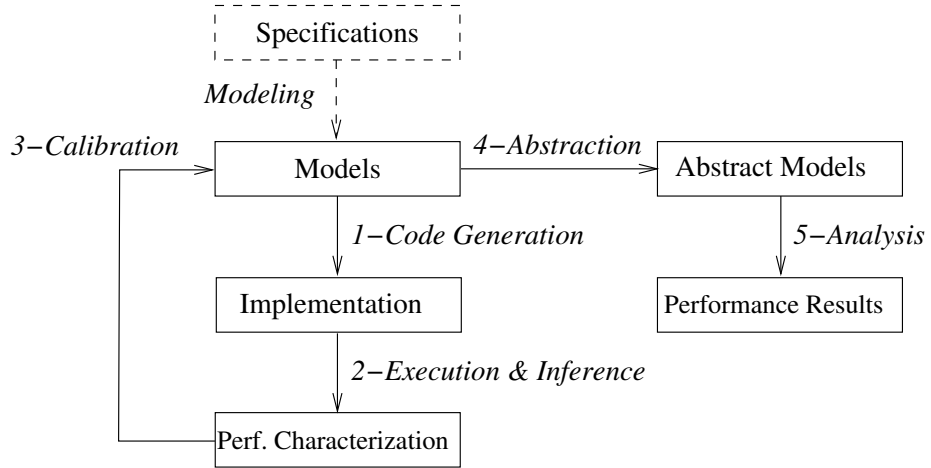 Specifications
Modeling
3−Calibration
4−Abstraction
Models
Abstract Models
1−Code Generation
5−Analysis
Implementation
Performance Results
2−Execution & Inference
Perf. Characterization